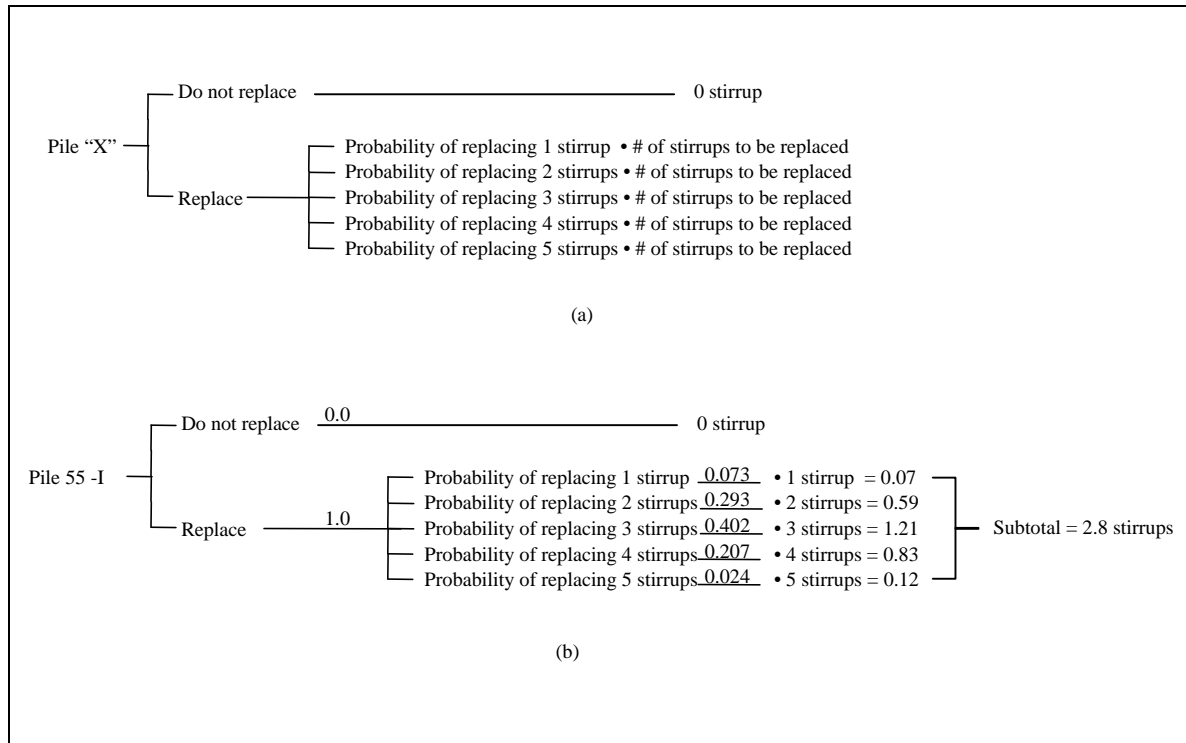 Do not replace 0 stirrup
Pile “X”
Probability of replacing 1 stirrup • # of stirrups to be replaced
Probability of replacing 2 stirrups • # of stirrups to be replaced
Replace Probability of replacing 3 stirrups • # of stirrups to be replaced
Probability of replacing 4 stirrups • # of stirrups to be replaced
Probability of replacing 5 stirrups • # of stirrups to be replaced
(a)
Do not replace 0.0 0 stirrup
Pile 55 -I
Probability of replacing 1 stirrup 0.073 • 1 stirrup = 0.07
Probability of replacing 2 stirrups 0.293 • 2 stirrups = 0.59
Replace 1.0 Probability of replacing 3 stirrups 0.402 • 3 stirrups = 1.21 Subtotal = 2.8 stirrups
Probability of replacing 4 stirrups 0.207 • 4 stirrups = 0.83
Probability of replacing 5 stirrups 0.024 • 5 stirrups = 0.12
(b)